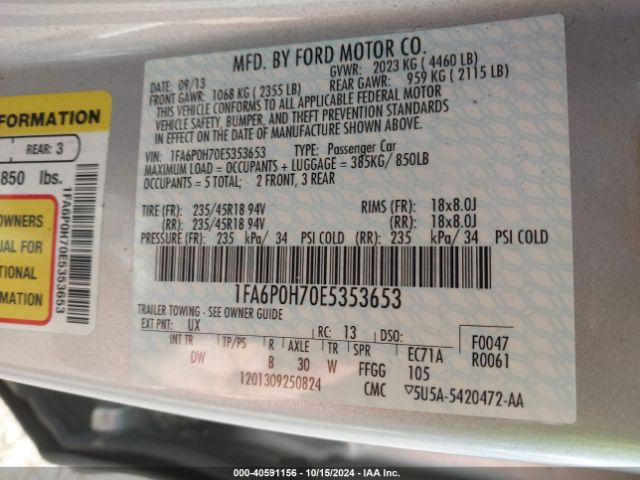 MFD. BY FORD MOTOR CO.
DATE: 09/13 GVWR: 2023 KG ( 4460 LB)
FRONT GAWR: 1068 KG ( 2355 LB) REAR GAWR: 959 KG ( 2115 LB)
THIS VEHICLE CONFORMS TO ALL APPLICABLE FEDERAL MOTOR
VEHICLE SAFETY, BUMPER, AND THEFT PREVENTION STANDARDS
IN EFFECT ON THE DATE OF MANUFACTURE SHOWN ABOVE.
VIN: 1FA6P0H70E5353653 TYPE: Passenger Car
MAXIMUM LOAD = OCCUPANTS + LUGGAGE = 385KG/ 850LB
OCCUPANTS = 5 TOTAL; 2 FRONT, 3 REAR
TIRE (FR): 235/45R18 94V RIMS (FR): 18x8.0J
(RR): 235/45R18 94V (RR): 18x8.0J
PRESSURE (FR): 235 kPa/ 34 PSI COLD (RR): 235 kPa/ 34 PSI COLD
1FA6P0H70E5353653
TRAILER TOWING - SEE OWNER GUIDE
EXT PNT: UX RC: 13 DSO: F0047
INT TR TP/PS R AXLE TR SPR EC71A R0061
DW B 30 W FFGG 105
1201309250824 CMC ▽5U5A-5420472-AA
FORMATION
REAR: 3
850 lbs.
OWNERS
UAL FOR
TIONAL
RMATION
1FA6P0H70E5353653
000-40591156 - 10/15/2024 - IAA Inc.